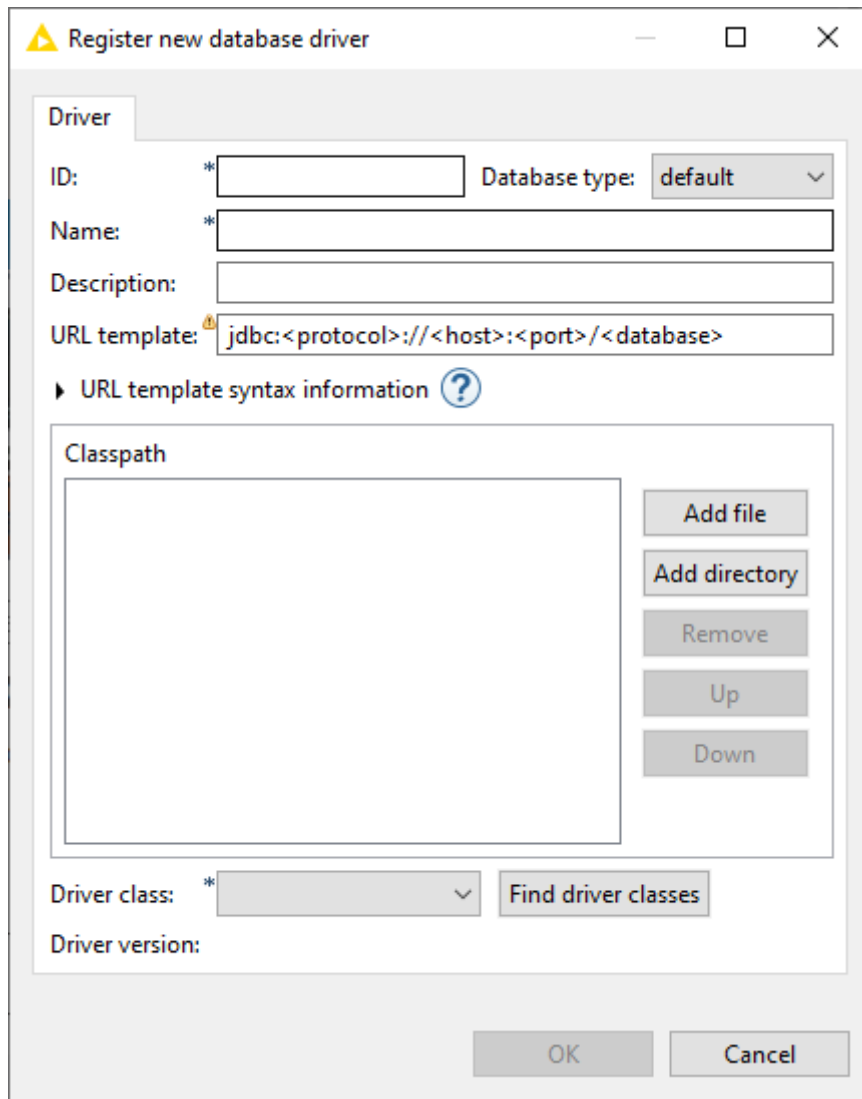 Register new database driver
Driver
ID: * Database type: default
Name: *
Description:
URL template: jdbc:<protocol>://<host>:<port>/<database>
URL template syntax information ?
Classpath
Add file
Add directory
Remove
Up
Down
Driver class: * Find driver classes
Driver version:
OK Cancel